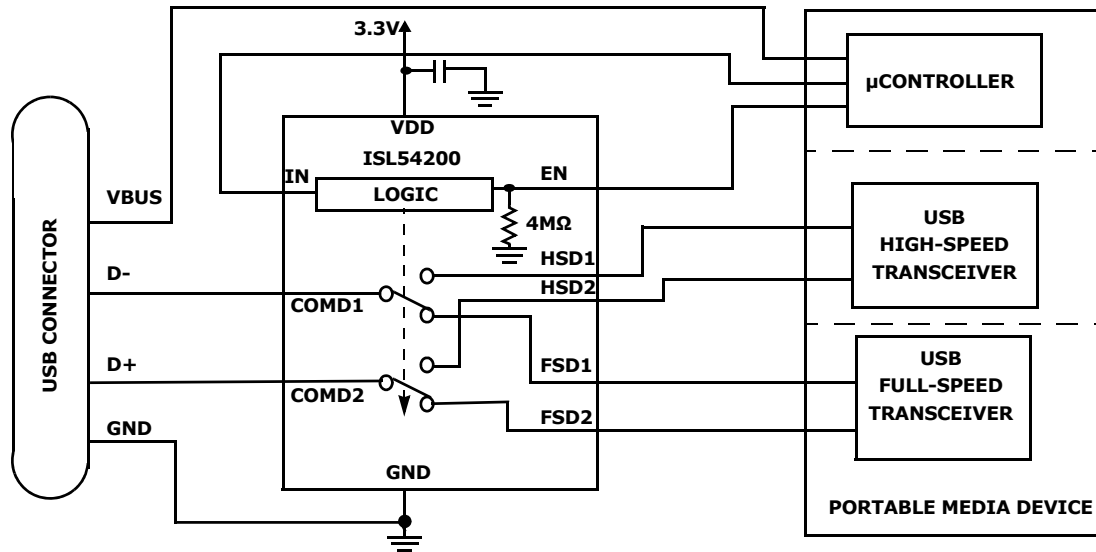 3.3V
µCONTROLLER
VDD
ISL54200
IN
LOGIC
EN
4MΩ
VBUS
USB CONNECTOR
D-
COMD1
HSD1
HSD2
USB
HIGH-SPEED
TRANSCEIVER
D+
COMD2
FSD1
FSD2
USB
FULL-SPEED
TRANSCEIVER
GND
GND
PORTABLE MEDIA DEVICE